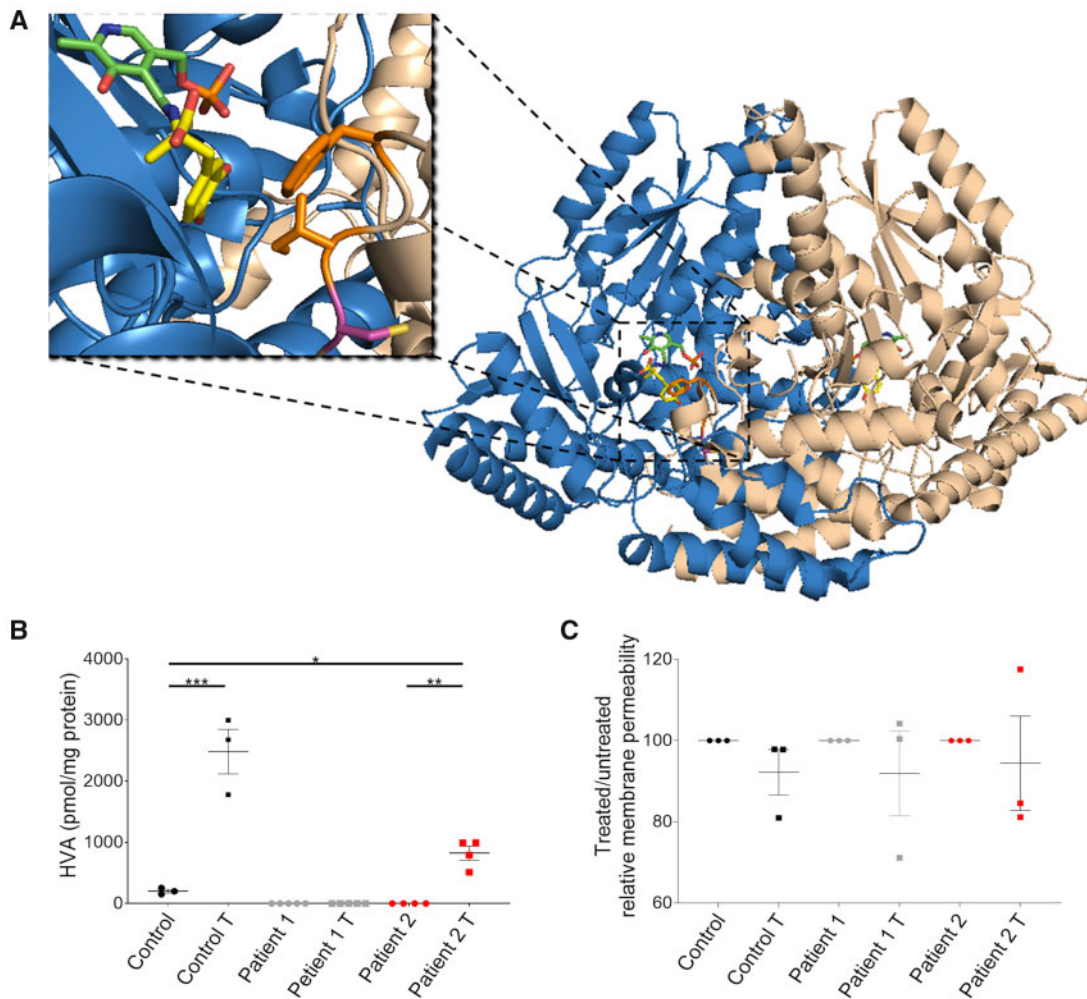 A
B
C
HVA (pmol/mg protein)
4000
3000
2000
1000
0
*
***
**
Control
Control T
Patient 1
Petient 1 T
Patient 2
Patient 2 T
Treated/untreated
relative membrane permeability
120
100
80
60
Control
Control T
Patient 1
Patient 1 T
Patient 2
Patient 2 T